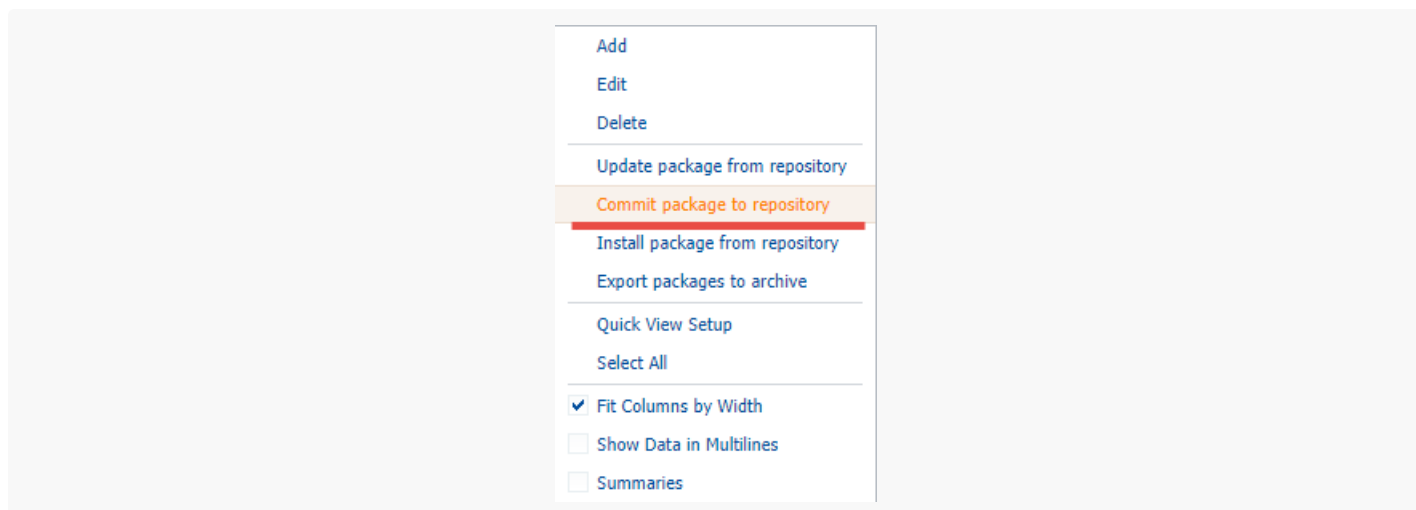 Add
Edit
Delete
Update package from repository
Commit package to repository
Install package from repository
Export packages to archive
Quick View Setup
Select All
Fit Columns by Width
Show Data in Multilines
Summaries